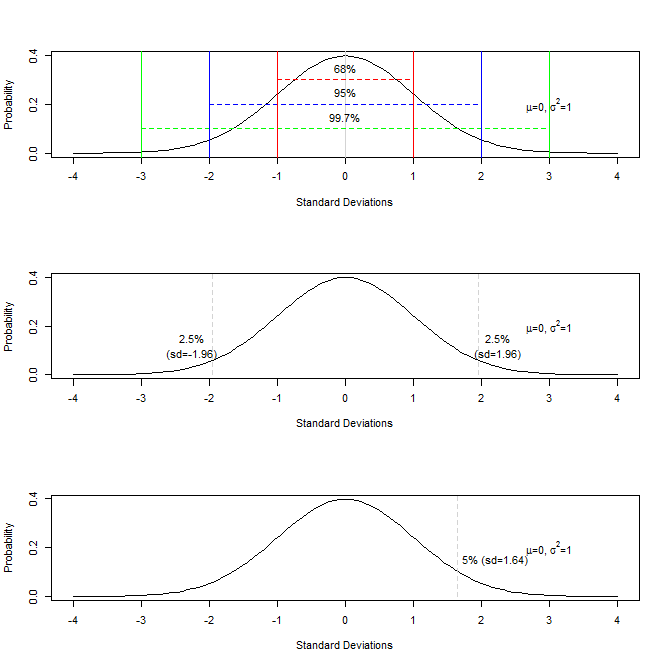 Probability
0.4
0.2
0.0
68%
95%
99.7%
μ=0, σ²=1
-4 -3 -2 -1 0 1 2 3 4
Standard Deviations
Probability
0.4
0.2
0.0
2.5%
(sd=-1.96)
2.5%
(sd=1.96)
μ=0, σ²=1
-4 -3 -2 -1 0 1 2 3 4
Standard Deviations
Probability
0.4
0.2
0.0
5% (sd=1.64)
μ=0, σ²=1
-4 -3 -2 -1 0 1 2 3 4
Standard Deviations